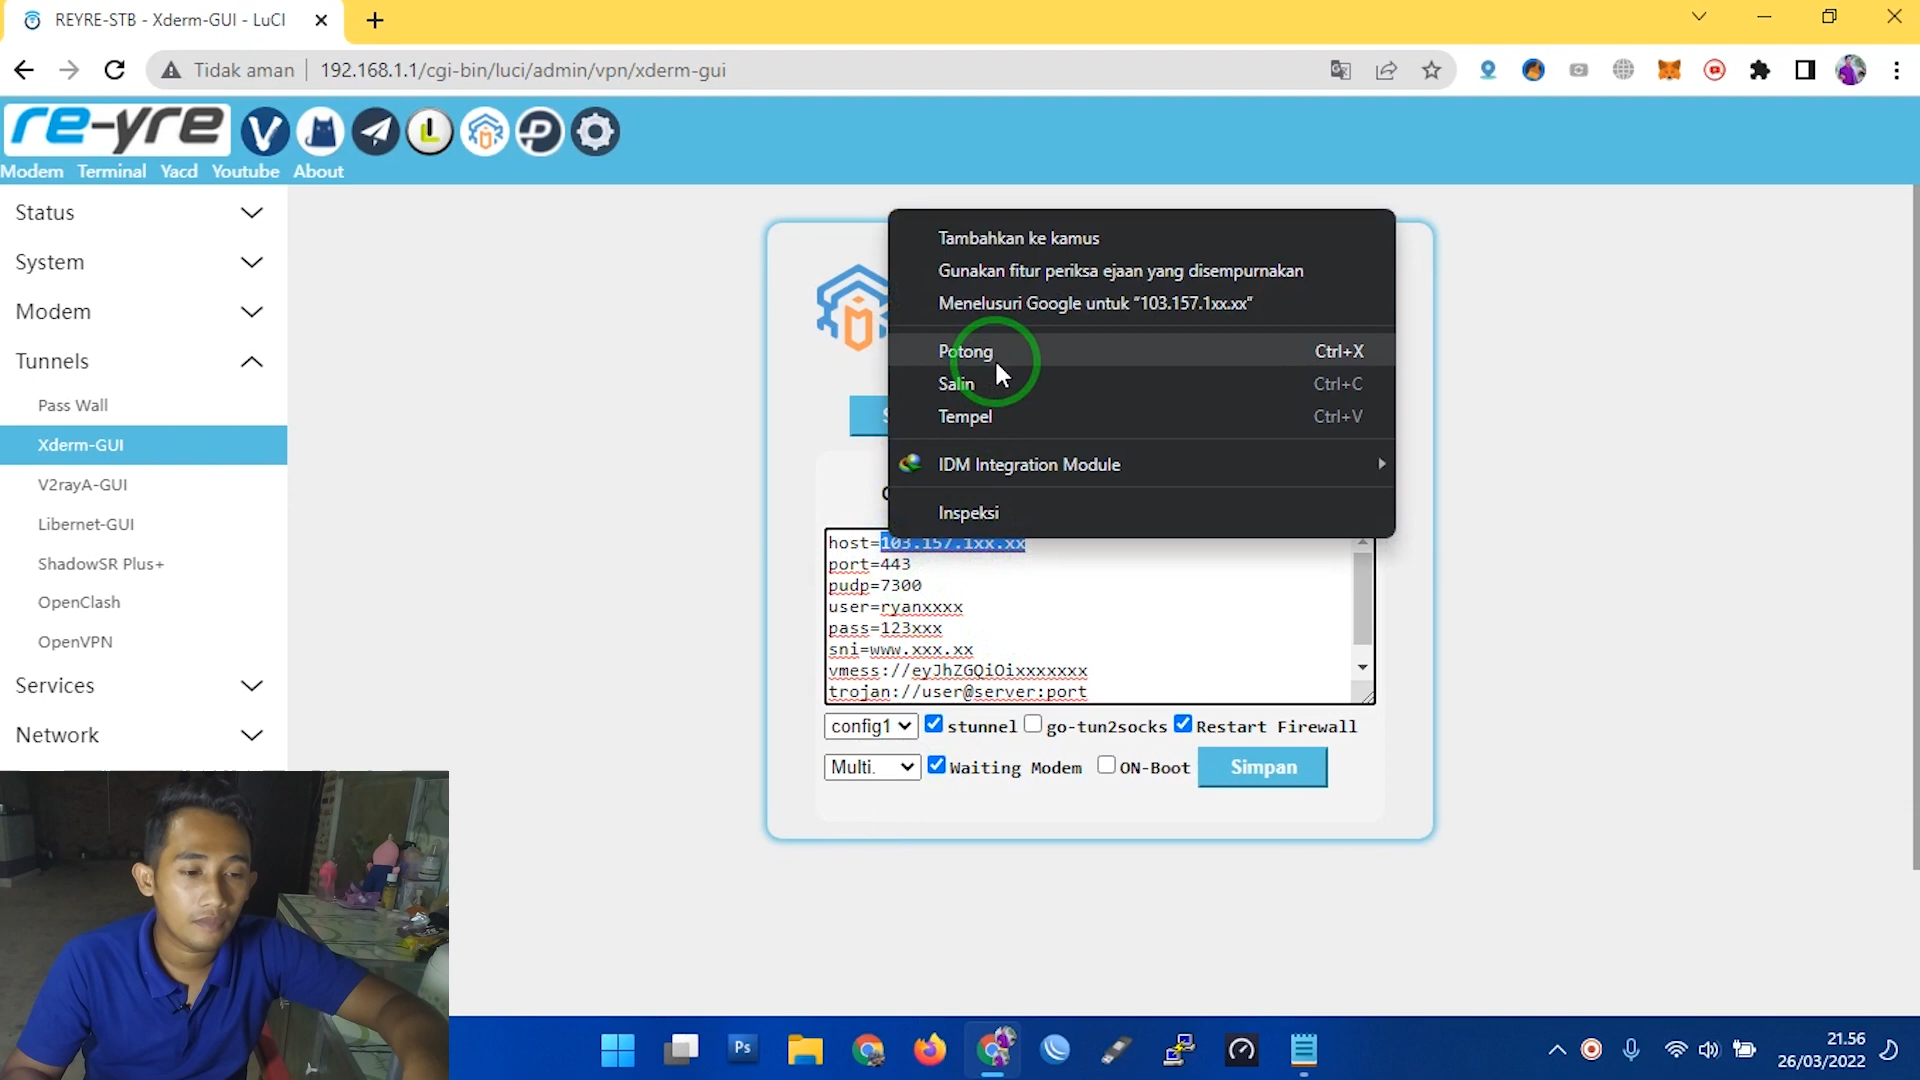 REYRE-STB - Xderm-GUI - LuCI
Tidak aman
192.168.1.1/cgi-bin/luci/admin/vpn/xderm-gui
re-yre
Modem Terminal Yacd Youtube About
Status
System
Modem
Tunnels
Pass Wall
Xderm-GUI
V2rayA-GUI
Libernet-GUI
ShadowSR Plus+
OpenClash
OpenVPN
Services
Network
Tambahkan ke kamus
Gunakan fitur periksa ejaan yang disempurnakan
Menelusuri Google untuk “103.157.1xx.xx”
Potong Ctrl+X
Salin Ctrl+C
Tempel Ctrl+V
IDM Integration Module
Inspeksi
host=103.157.1xx.xx
port=443
pudp=7300
user=ryanxxxx
pass=123xxx
sni=www.xxx.xx
vmess://eyJhZGQiOixxxxxxx
trojan://user@server:port
config1 stunnel go-tun2socks Restart Firewall
Multi. Waiting Modem ON-Boot Simpan
Ps
21.56
26/03/2022